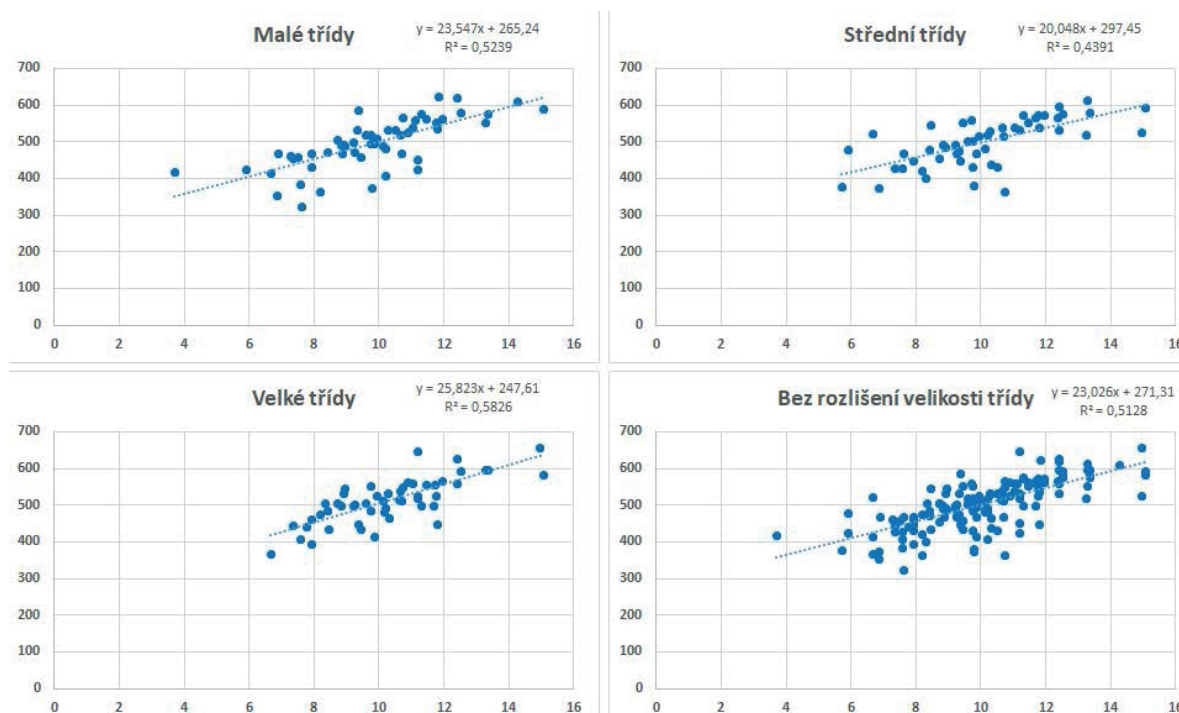 Malé třídy
y = 23,547x + 265,24
R² = 0,5239
700
600
500
400
300
200
100
0
0 2 4 6 8 10 12 14 16
Střední třídy
y = 20,048x + 297,45
R² = 0,4391
700
600
500
400
300
200
100
0
0 2 4 6 8 10 12 14 16
Velké třídy
y = 25,823x + 247,61
R² = 0,5826
700
600
500
400
300
200
100
0
0 2 4 6 8 10 12 14 16
Bez rozlišení velikosti třídy
y = 23,026x + 271,31
R² = 0,5128
700
600
500
400
300
200
100
0
0 2 4 6 8 10 12 14 16